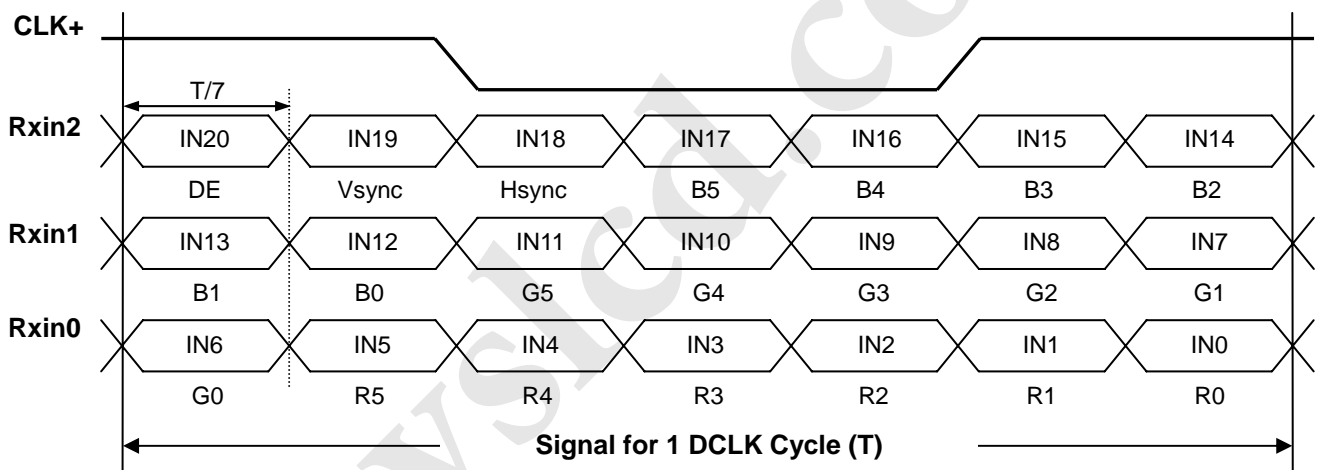 CLK+
T/7
Rxin2 IN20 IN19 IN18 IN17 IN16 IN15 IN14
DE Vsync Hsync B5 B4 B3 B2
Rxin1 IN13 IN12 IN11 IN10 IN9 IN8 IN7
B1 B0 G5 G4 G3 G2 G1
Rxin0 IN6 IN5 IN4 IN3 IN2 IN1 IN0
G0 R5 R4 R3 R2 R1 R0
Signal for 1 DCLK Cycle (T)